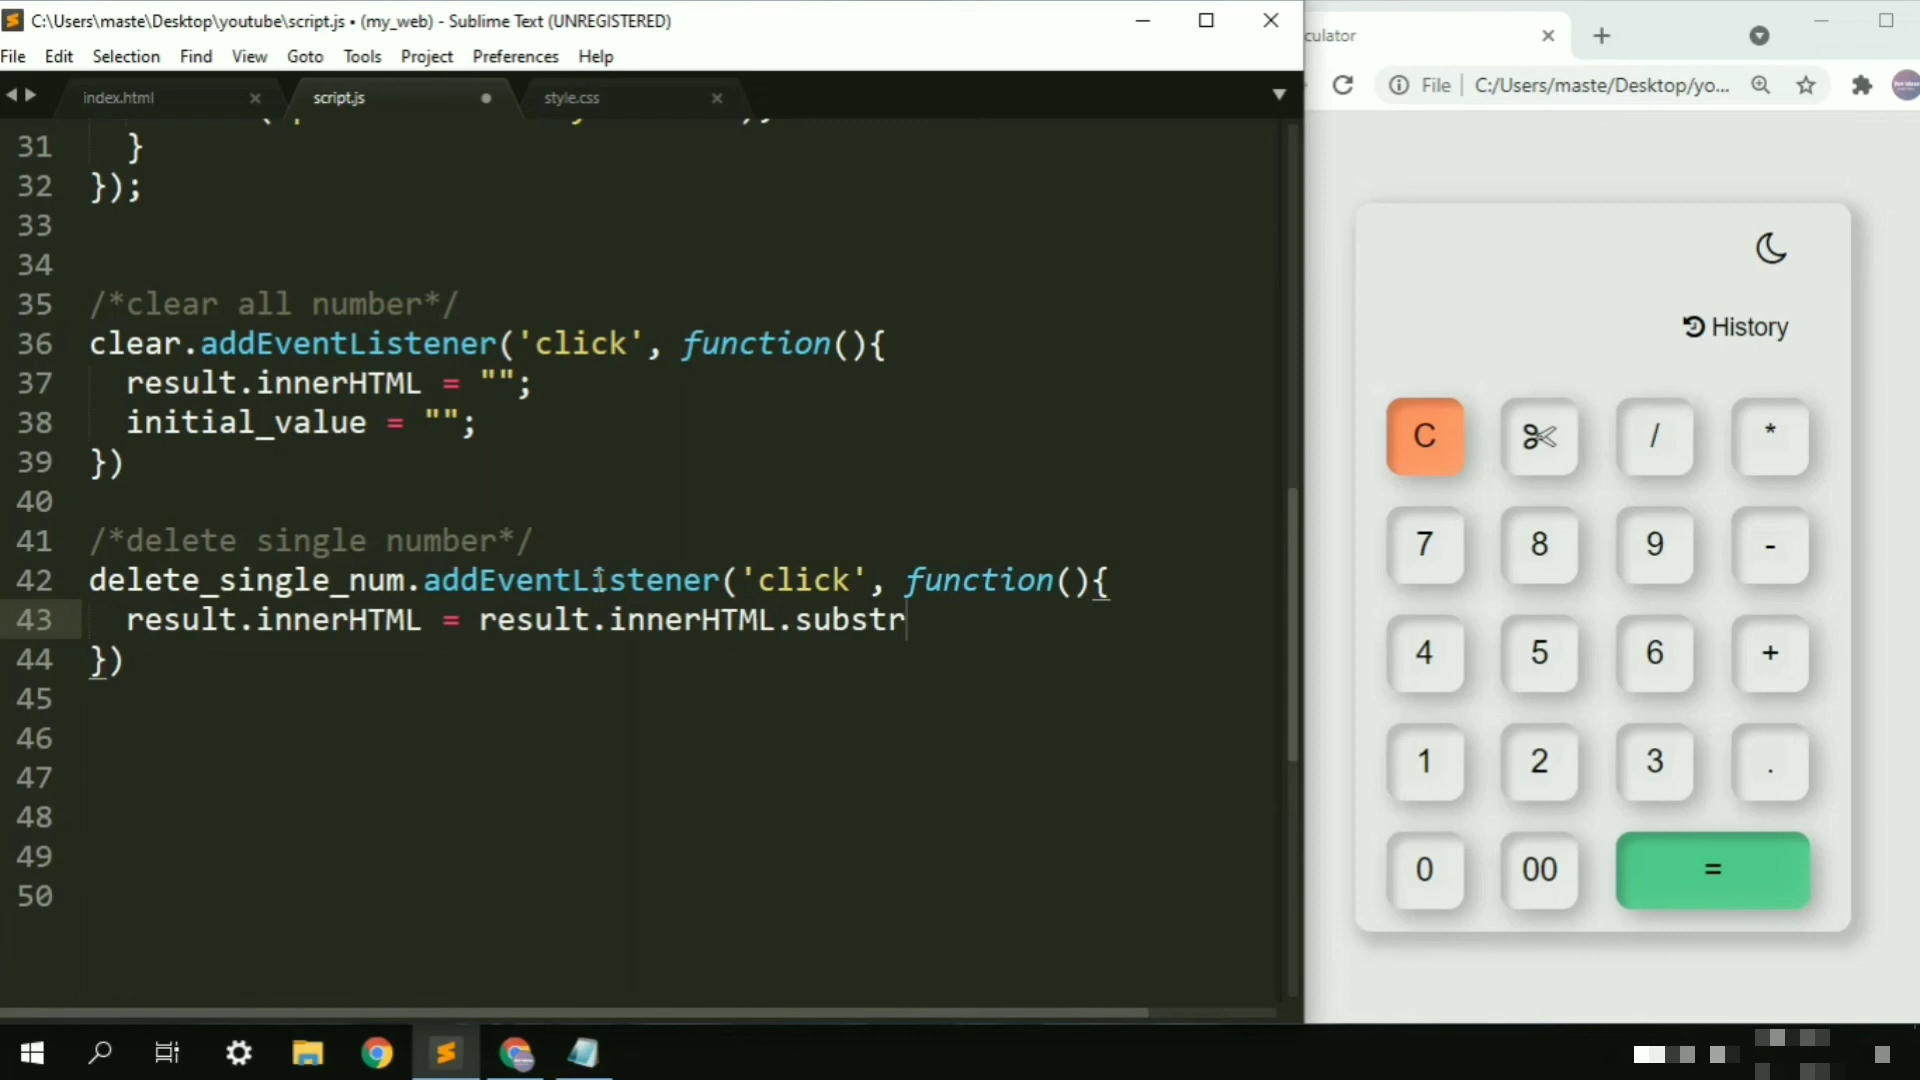 C:\Users\maste\Desktop\youtube\script.js • (my_web) - Sublime Text (UNREGISTERED)
File Edit Selection Find View Goto Tools Project Preferences Help
index.html
script.js
style.css
31 }
32 });
33
34
35 /*clear all number*/
36 clear.addEventListener('click', function(){
37 result.innerHTML = "";
38 initial_value = "";
39 })
40
41 /*delete single number*/
42 delete_single_num.addEventListener('click', function(){
43 result.innerHTML = result.innerHTML.substr
44 })
45
46
47
48
49
50
culator
File C:/Users/maste/Desktop/yo...
History
C / *
7 8 9 -
4 5 6 +
1 2 3 .
0 00 =